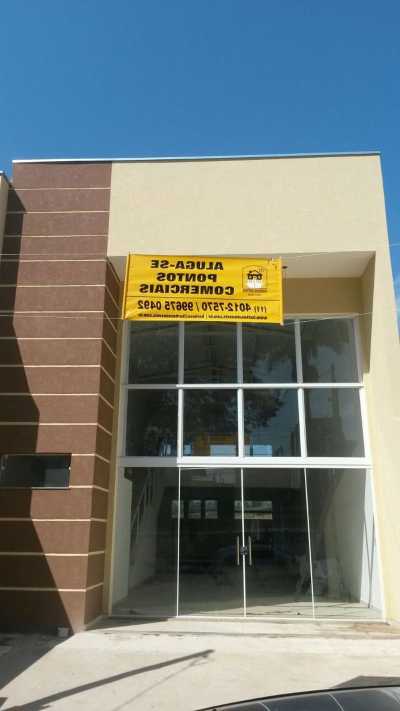 ALUGA-SE
PONTOS
COMERCIAIS
(11) 4012-7570 / 99675 0492